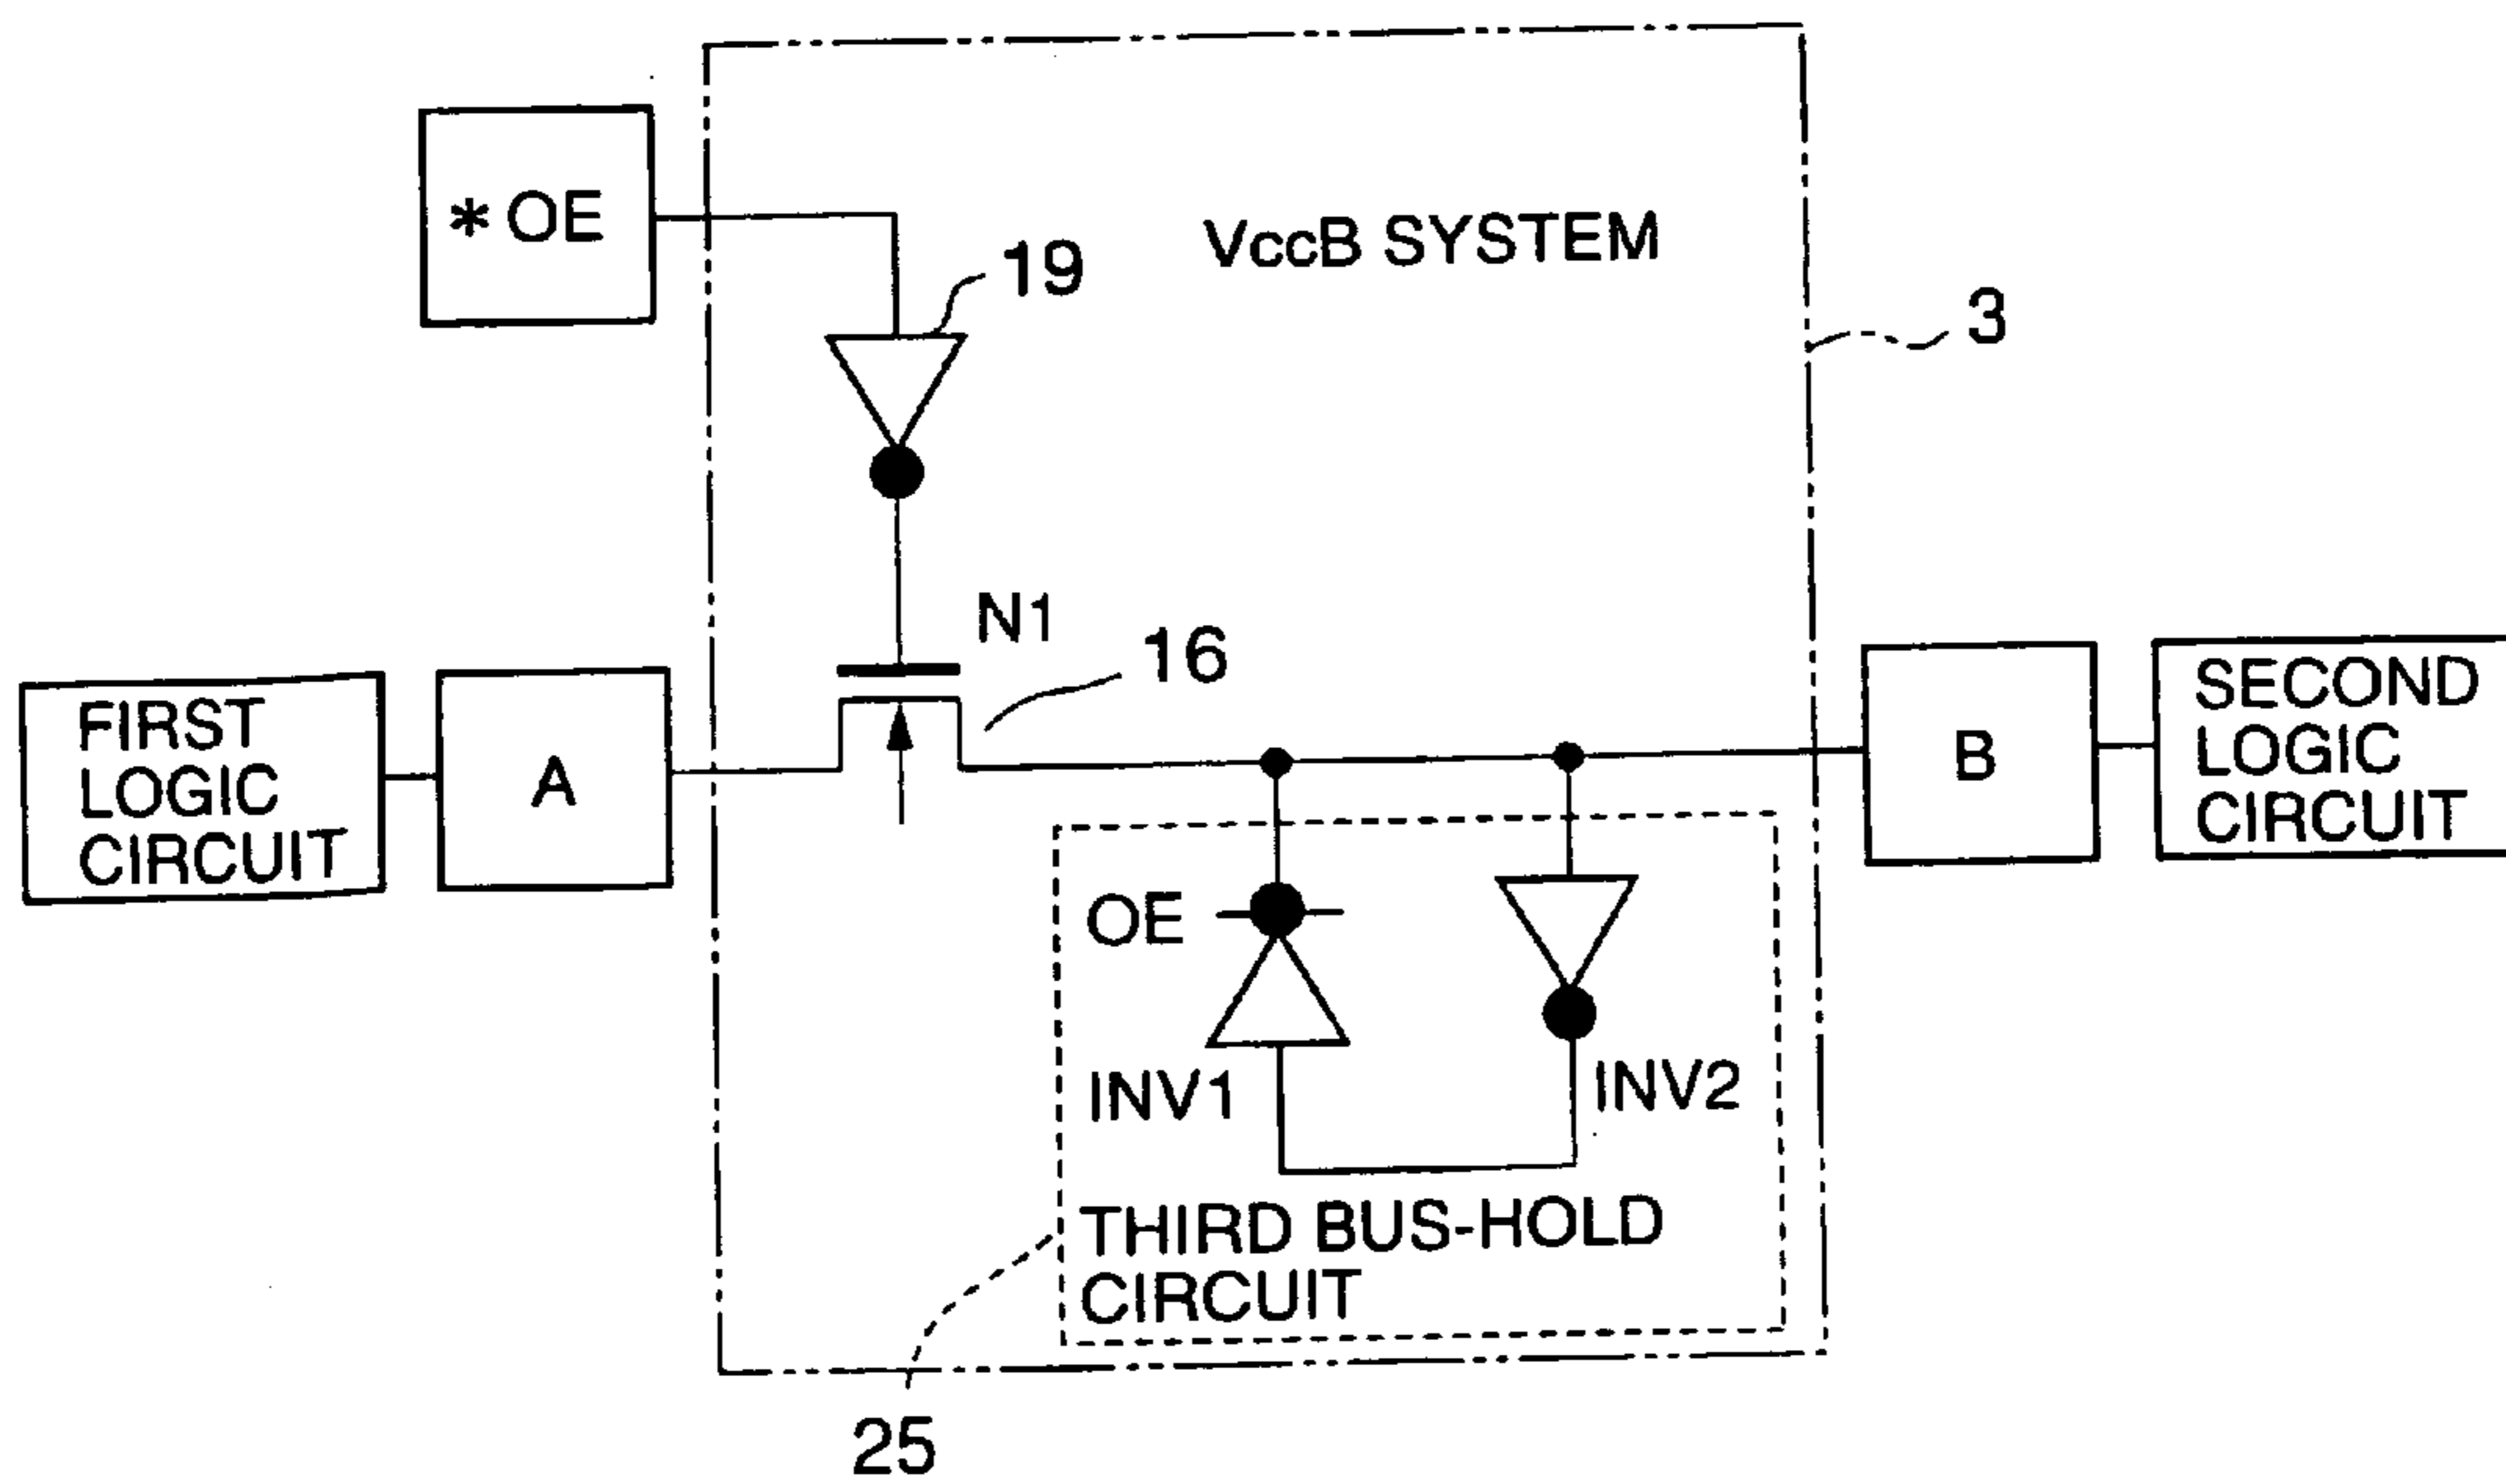 * OE
VccB SYSTEM
19
3
N1
16
FIRST
LOGIC
CIRCUIT
A
B
SECOND
LOGIC
CIRCUIT
OE
INV1
INV2
THIRD BUS-HOLD
CIRCUIT
25